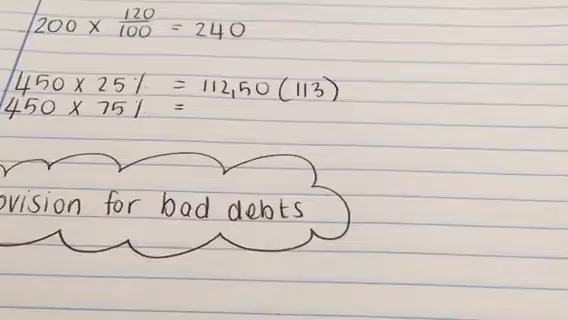 200 x 120/100 = 240
450 x 25% = 112,50 (113)
450 x 75% =
ovision for bad debts